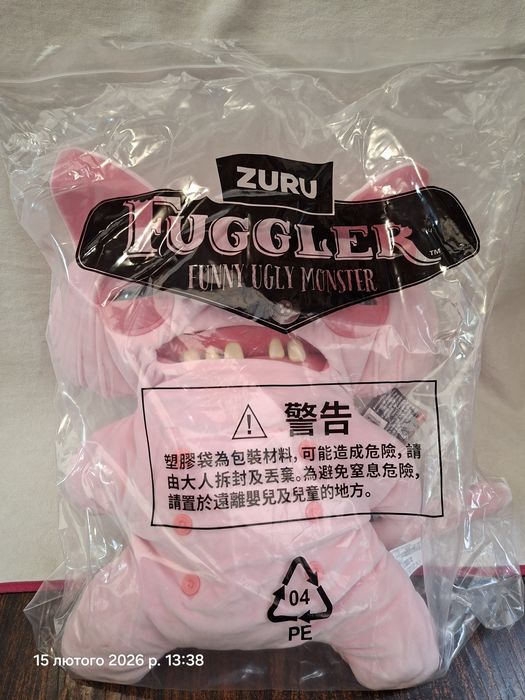 ZURU
FUGGLER™
FUNNY UGLY MONSTER
警告
塑膠袋為包裝材料, 可能造成危險, 請
由大人拆封及丟棄。為避免窒息危險,
請置於遠離嬰兒及兒童的地方。
04
PE
15 лютого 2026 р. 13:38